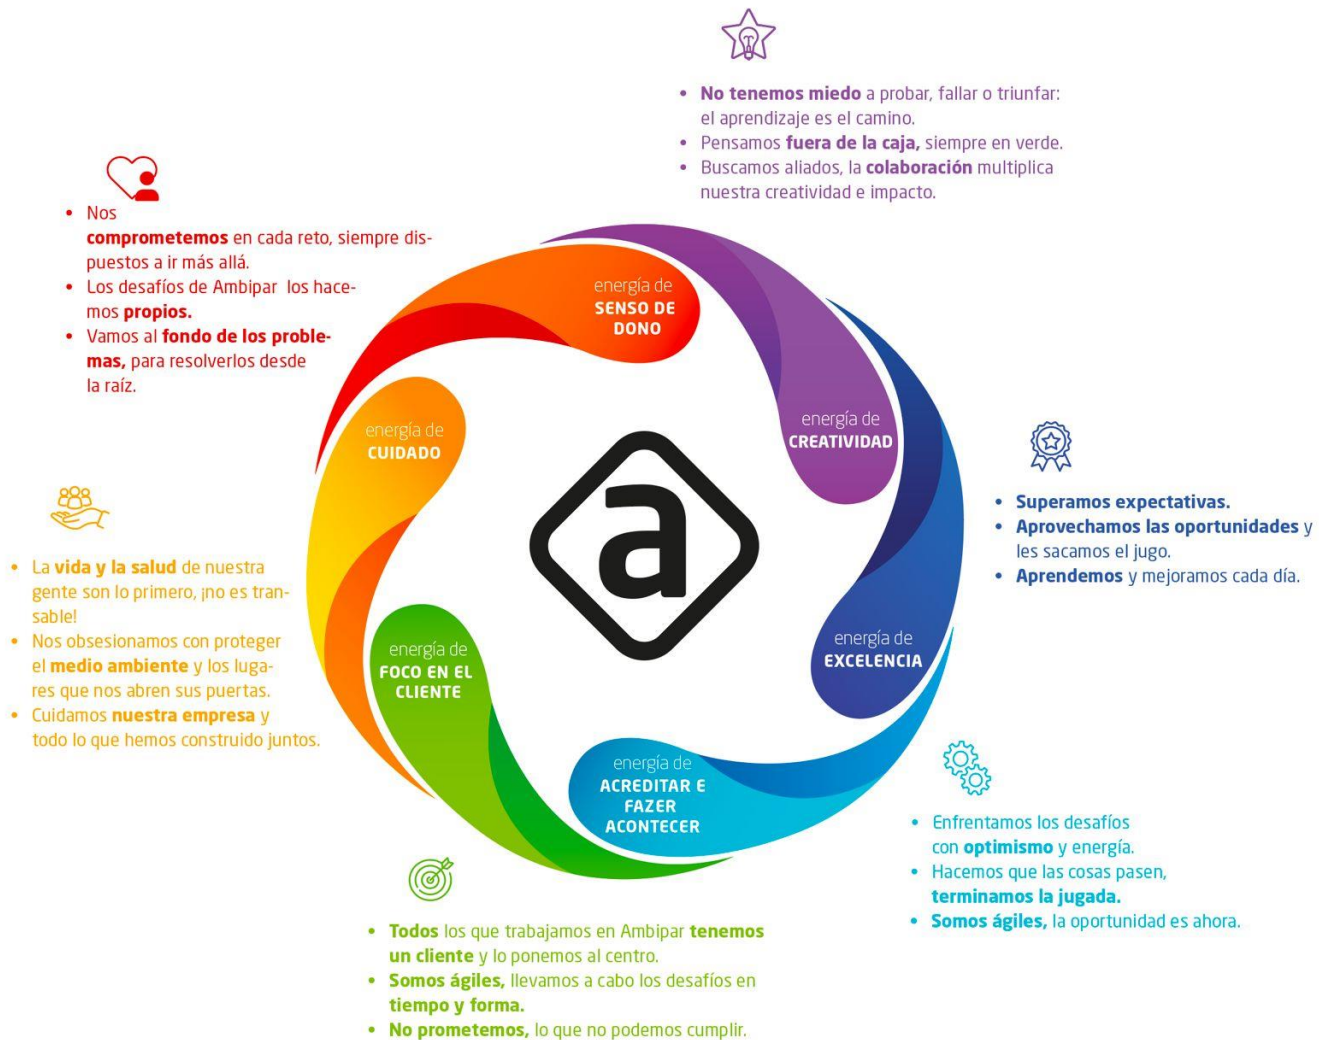 • No tenemos miedo a probar, fallar o triunfar:
el aprendizaje es el camino.
• Pensamos fuera de la caja, siempre en verde.
• Buscamos aliados, la colaboración multiplica
nuestra creatividad e impacto.
• Nos
comprometemos en cada reto, siempre dis-
puestos a ir más allá.
• Los desafíos de Ambipar los hace-
mos propios.
• Vamos al fondo de los proble-
mas, para resolverlos desde
la raíz.
energía de
SENSO DE
DONO
energía de
CREATIVIDAD
energía de
CUIDADO
a
• Superamos expectativas.
• Aprovechamos las oportunidades y
les sacamos el jugo.
• Aprendemos y mejoramos cada día.
• La vida y la salud de nuestra
gente son lo primero, ¡no es tran-
sable!
• Nos obsesionamos con proteger
el medio ambiente y los luga-
res que nos abren sus puertas.
• Cuidamos nuestra empresa y
todo lo que hemos construido juntos.
energía de
FOCO EN EL
CLIENTE
energía de
EXCELENCIA
energía de
ACREDITAR E
FAZER
ACONTECER
• Enfrentamos los desafíos
con optimismo y energía.
• Hacemos que las cosas pasen,
terminamos la jugada.
• Somos ágiles, la oportunidad es ahora.
• Todos los que trabajamos en Ambipar tenemos
un cliente y lo ponemos al centro.
• Somos ágiles, llevamos a cabo los desafíos en
tiempo y forma.
• No prometemos, lo que no podemos cumplir.